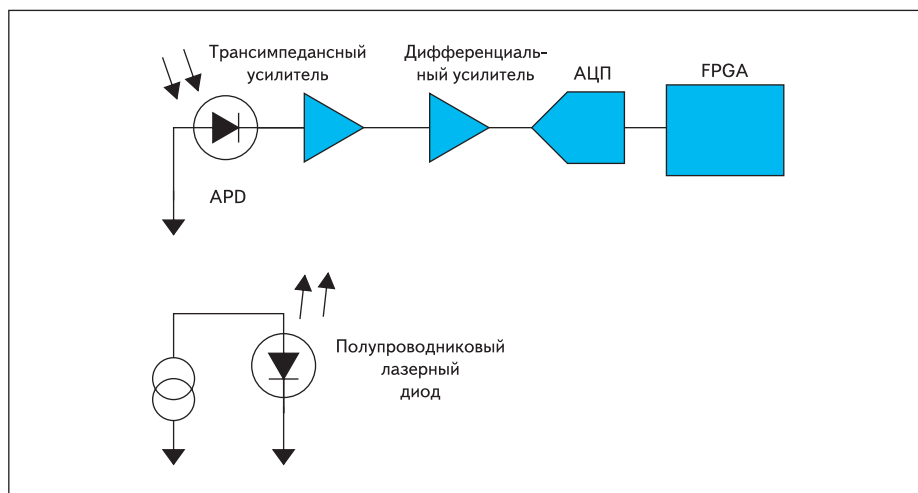 Трансимпедансный
усилитель
Дифференциаль-
ный усилитель
АЦП
FPGA
APD
Полупроводниковый
лазерный
диод